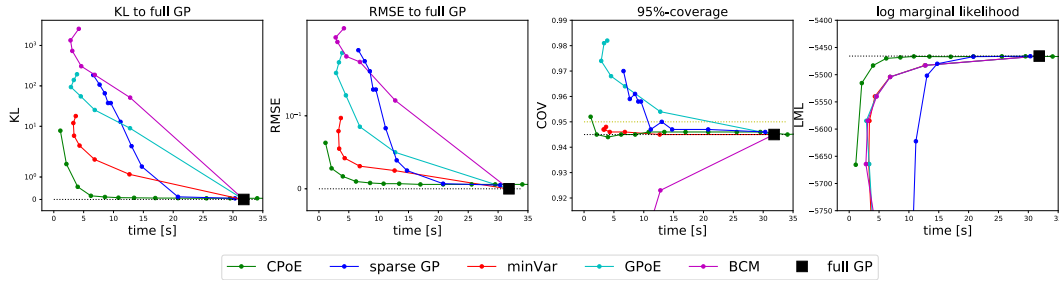 KL to full GP
RMSE to full GP
95%-coverage
log marginal likelihood
KL
10³
10²
10¹
10⁰
0
0 5 10 15 20 25 30 35
time [s]
RMSE
10⁻¹
0
0 5 10 15 20 25 30 35
time [s]
COV
0.99
0.98
0.97
0.96
0.95
0.94
0.93
0.92
0 5 10 15 20 25 30 35
time [s]
LML
−5400
−5450
−5500
−5550
−5600
−5650
−5700
−5750
0 5 10 15 20 25 30 35
time [s]
CPoE sparse GP minVar GPoE BCM full GP